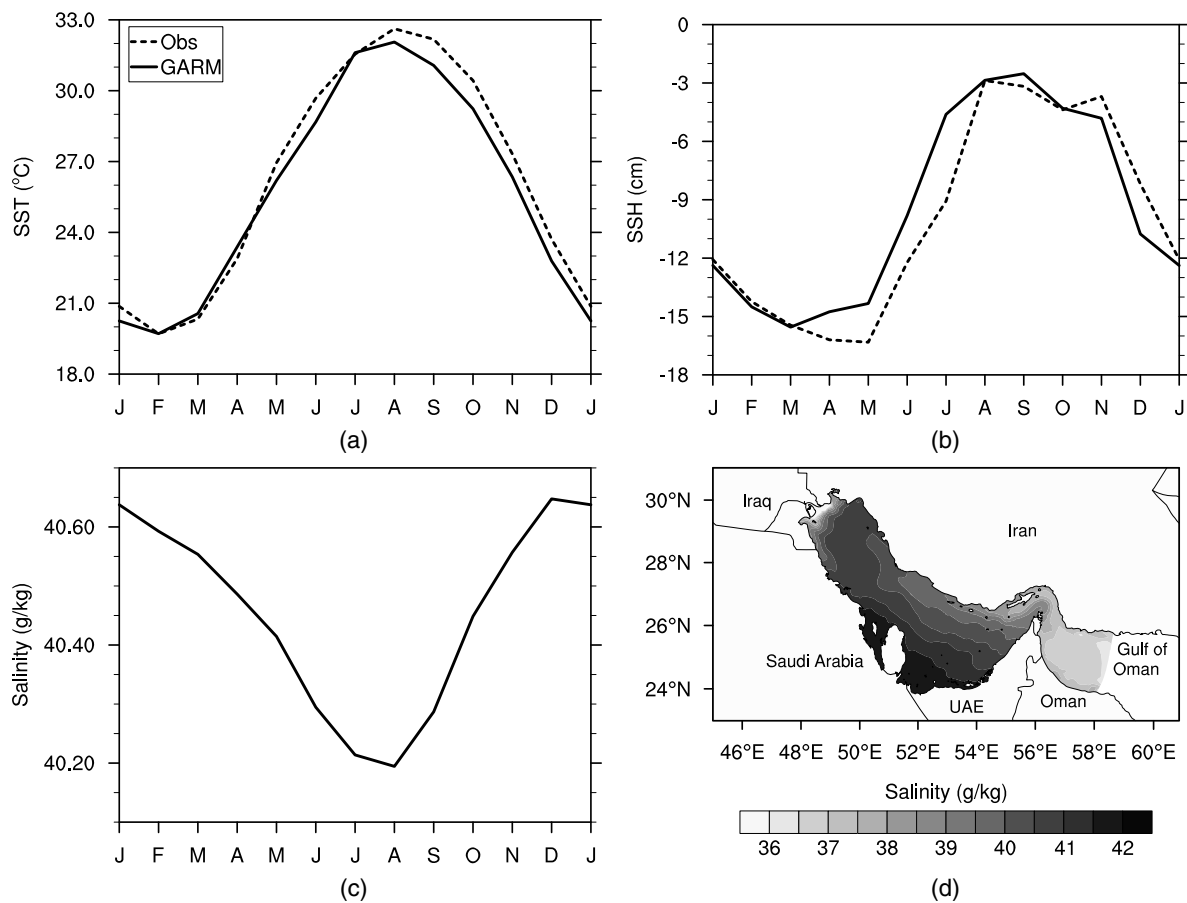 33.0
30.0
27.0
24.0
21.0
18.0
SST (°C)
Obs
GARM
J F M A M J J A S O N D J
(a)
-0
-3
-6
-9
-12
-15
-18
SSH (cm)
J F M A M J J A S O N D J
(b)
40.60
40.40
40.20
Salinity (g/kg)
J F M A M J J A S O N D J
(c)
30°N
28°N
26°N
24°N
Iraq
Iran
Saudi Arabia
UAE
Oman
Gulf of
Oman
46°E 48°E 50°E 52°E 54°E 56°E 58°E 60°E
Salinity (g/kg)
36 37 38 39 40 41 42
(d)